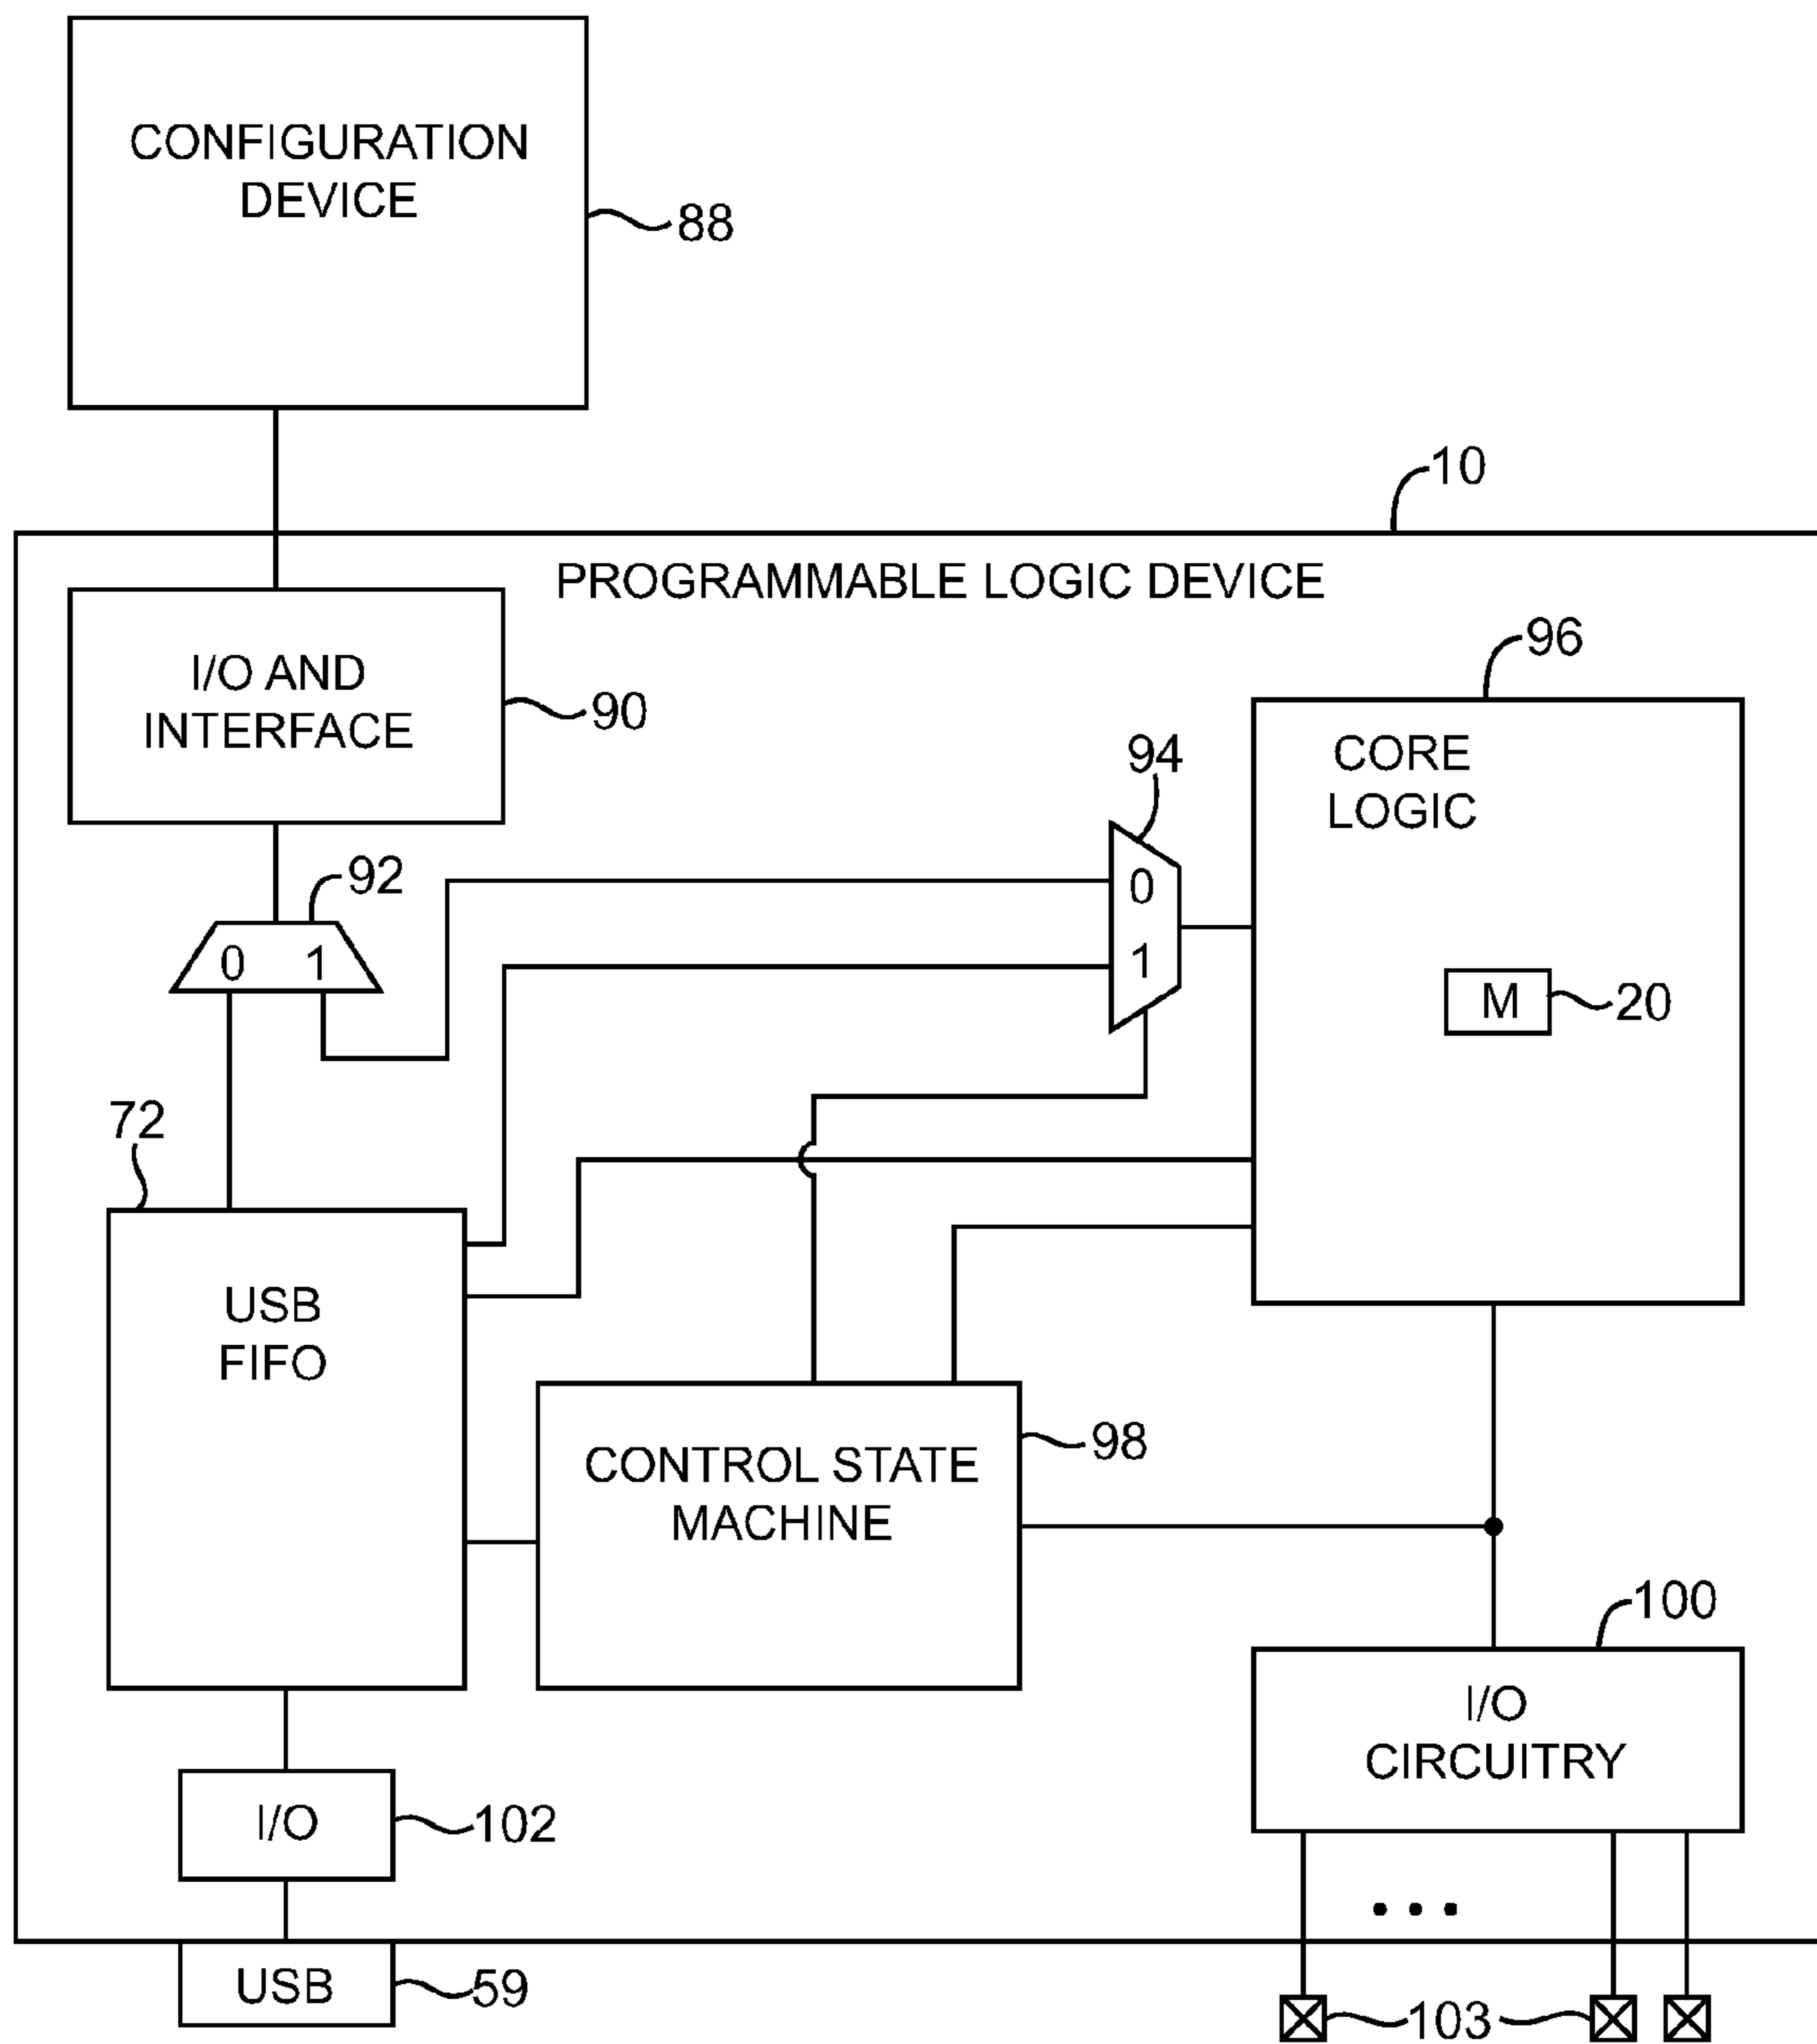 CONFIGURATION
DEVICE
88
10
PROGRAMMABLE LOGIC DEVICE
96
I/O AND
INTERFACE
90
94
CORE
LOGIC
92
0
1
0
1
M
20
72
USB
FIFO
CONTROL STATE
MACHINE
98
100
I/O
CIRCUITRY
I/O
102
USB
59
103